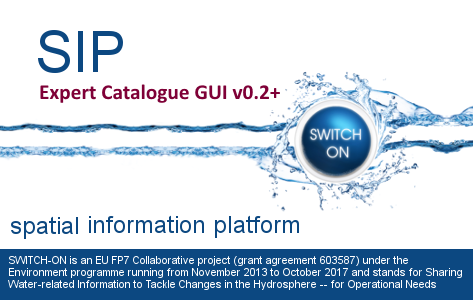 SIP
Expert Catalogue GUI v0.2+
SWITCH
ON
spatial information platform
SWITCH-ON is an EU FP7 Collaborative project (grant agreement 603587) under the
Environment programme running from November 2013 to October 2017 and stands for Sharing
Water-related Information to Tackle Changes in the Hydrosphere -- for Operational Needs